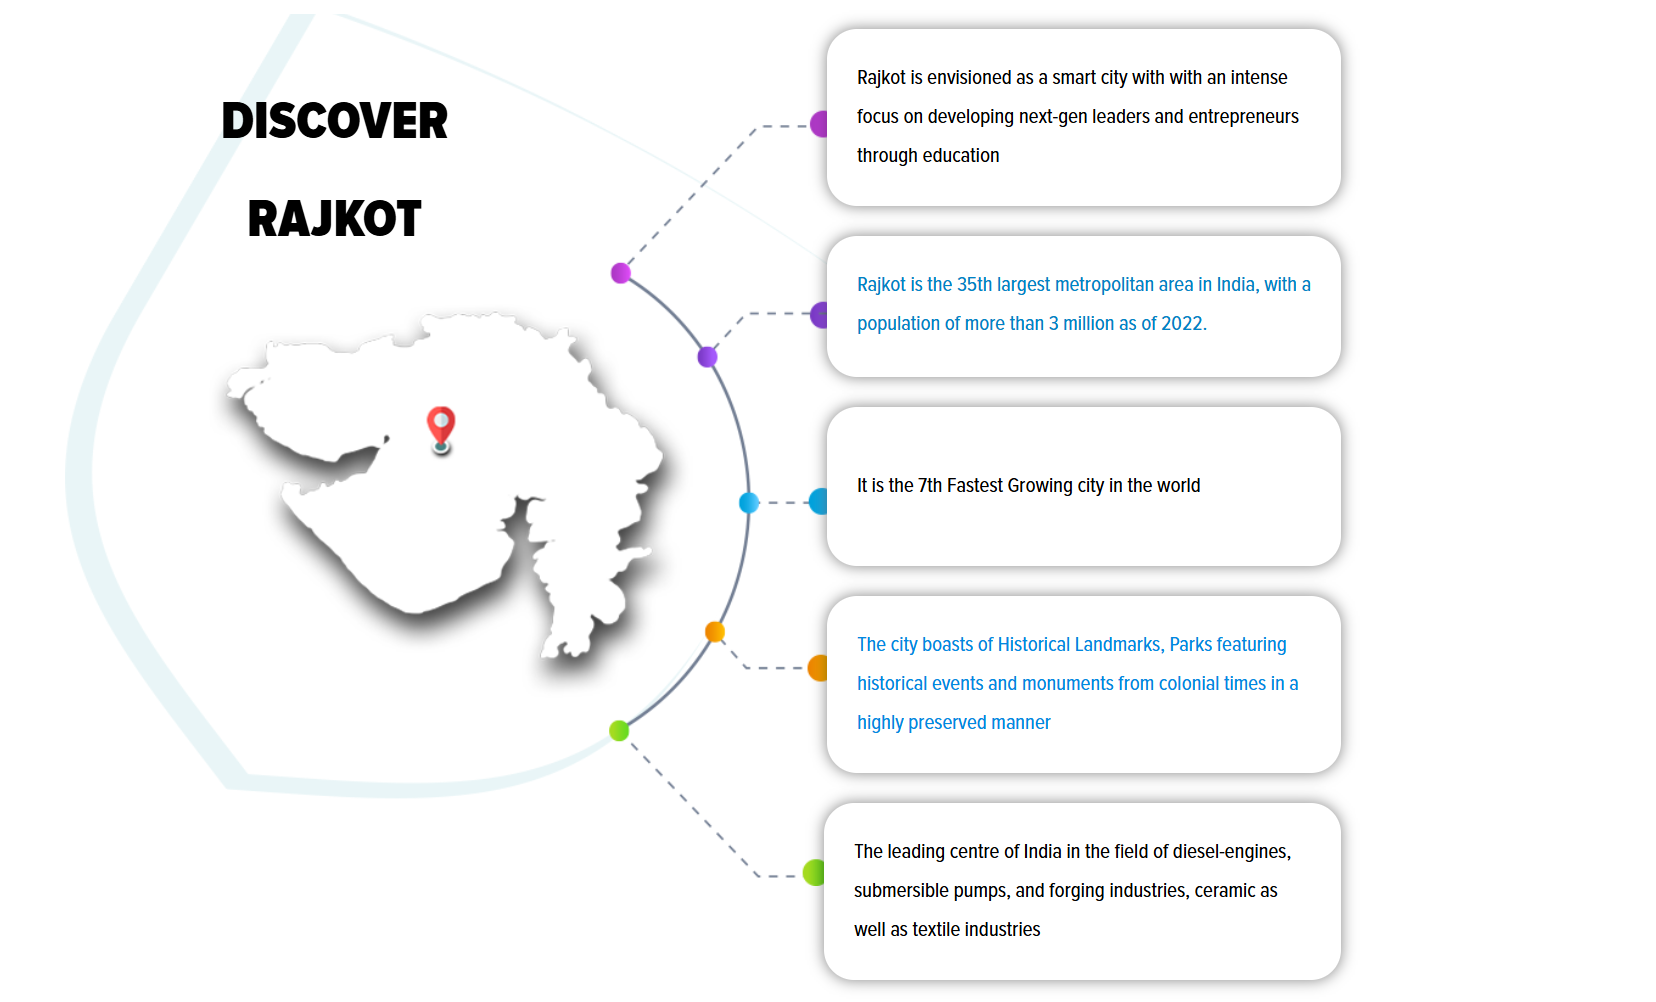 DISCOVER
RAJKOT
Rajkot is envisioned as a smart city with with an intense
focus on developing next-gen leaders and entrepreneurs
through education
Rajkot is the 35th largest metropolitan area in India, with a
population of more than 3 million as of 2022.
It is the 7th Fastest Growing city in the world
The city boasts of Historical Landmarks, Parks featuring
historical events and monuments from colonial times in a
highly preserved manner
The leading centre of India in the field of diesel-engines,
submersible pumps, and forging industries, ceramic as
well as textile industries